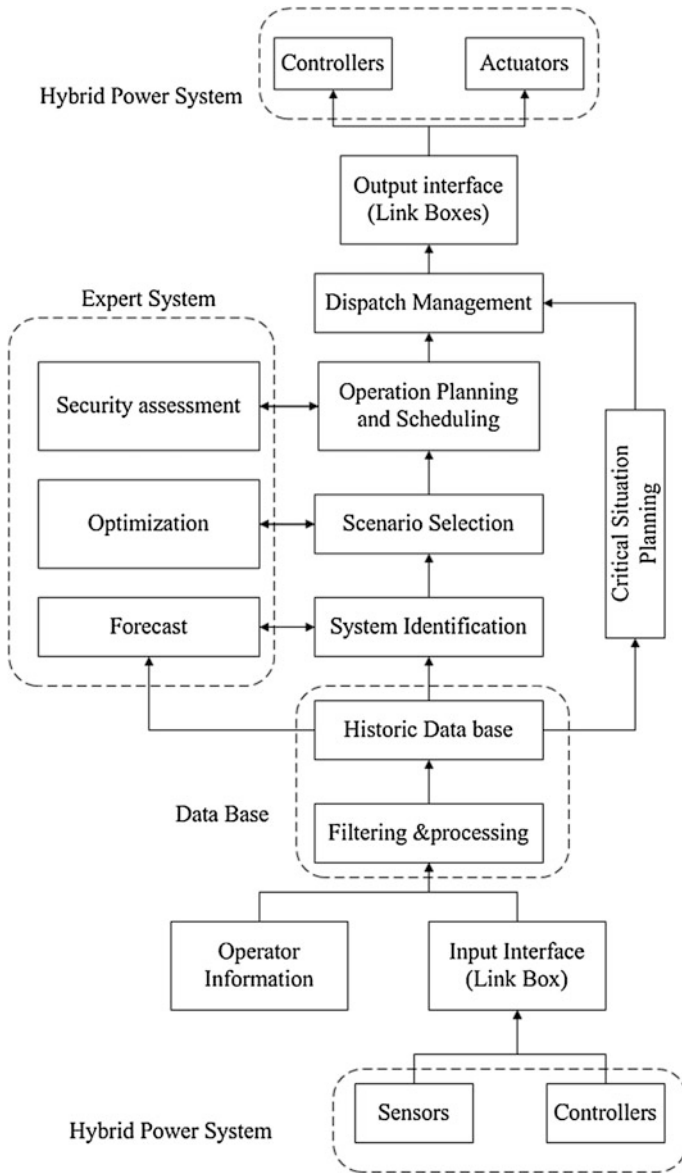 Controllers
Actuators
Hybrid Power System
Output interface
(Link Boxes)
Expert System
Dispatch Management
Security assessment
Operation Planning
and Scheduling
Critical Situation
Planning
Optimization
Scenario Selection
Forecast
System Identification
Historic Data base
Data Base
Filtering &processing
Operator
Information
Input Interface
(Link Box)
Sensors
Controllers
Hybrid Power System